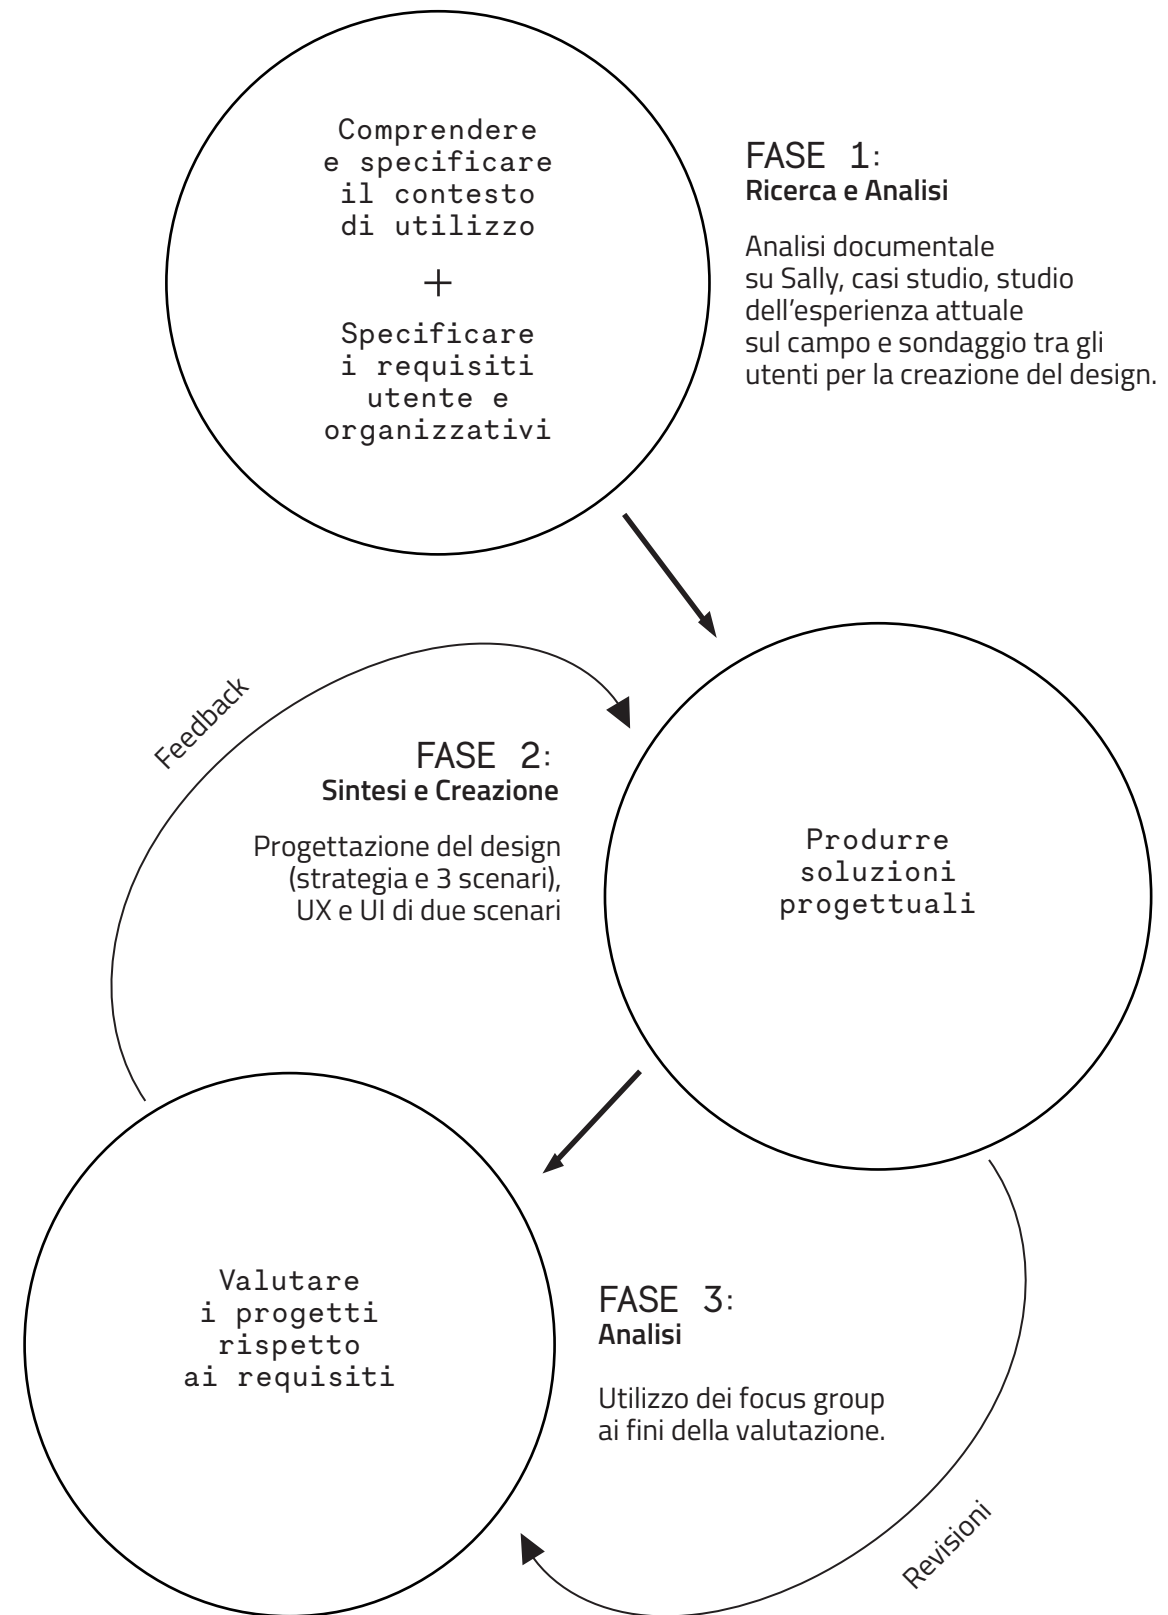 Comprendere
e specificare
il contesto
di utilizzo
+
Specificare
i requisiti
utente e
organizzativi
FASE 1:
Ricerca e Analisi
Analisi documentale
su Sally, casi studio, studio
dell’esperienza attuale
sul campo e sondaggio tra gli
utenti per la creazione del design.
Feedback
FASE 2:
Sintesi e Creazione
Progettazione del design
(strategia e 3 scenari),
UX e UI di due scenari
Produrre
soluzioni
progettuali
Valutare
i progetti
rispetto
ai requisiti
FASE 3:
Analisi
Utilizzo dei focus group
ai fini della valutazione.
Revisioni